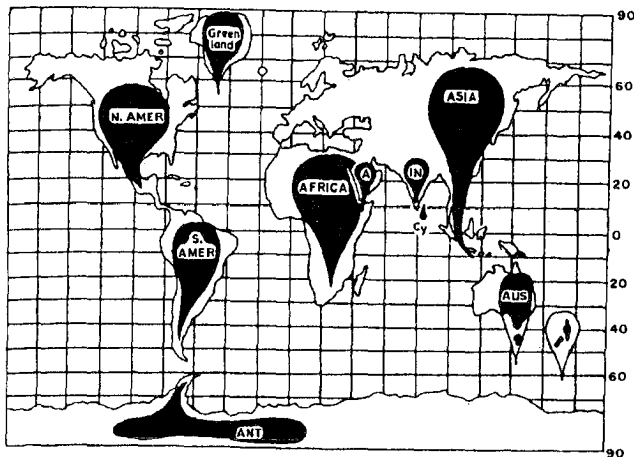 90
Green
land
60
N. AMER
ASIA
40
AFRICA
A
IN
20
Cy
0
S.
AMER
AUS
20
40
60
ANT
90